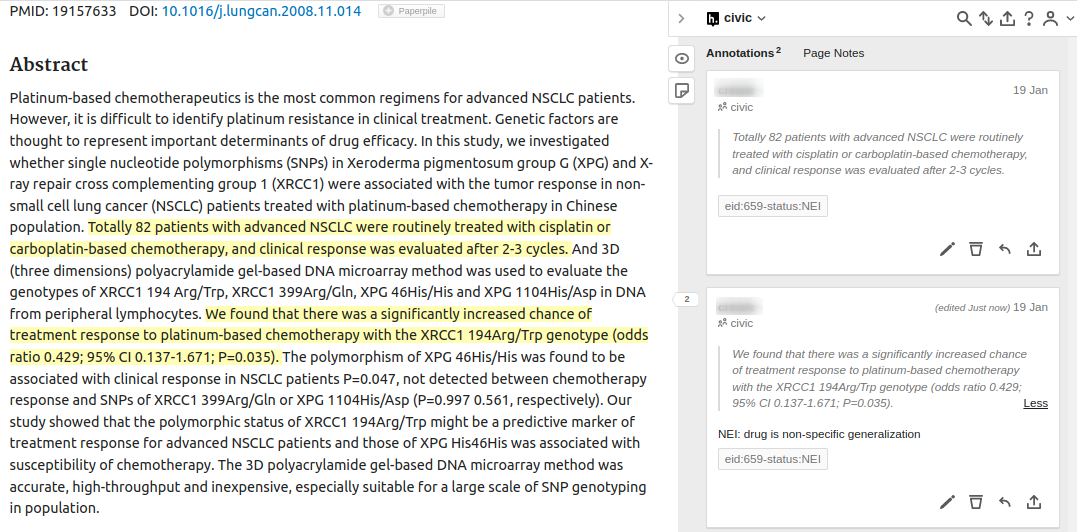 PMID: 19157633 DOI: 10.1016/j.lungcan.2008.11.014 Paperpile
Abstract
Platinum-based chemotherapeutics is the most common regimens for advanced NSCLC patients.
However, it is difficult to identify platinum resistance in clinical treatment. Genetic factors are
thought to represent important determinants of drug efficacy. In this study, we investigated
whether single nucleotide polymorphisms (SNPs) in Xeroderma pigmentosum group G (XPG) and X-
ray repair cross complementing group 1 (XRCC1) were associated with the tumor response in non-
small cell lung cancer (NSCLC) patients treated with platinum-based chemotherapy in Chinese
population. Totally 82 patients with advanced NSCLC were routinely treated with cisplatin or
carboplatin-based chemotherapy, and clinical response was evaluated after 2-3 cycles. And 3D
(three dimensions) polyacrylamide gel-based DNA microarray method was used to evaluate the
genotypes of XRCC1 194 Arg/Trp, XRCC1 399Arg/Gln, XPG 46His/His and XPG 1104His/Asp in DNA
from peripheral lymphocytes. We found that there was a significantly increased chance of
treatment response to platinum-based chemotherapy with the XRCC1 194Arg/Trp genotype (odds
ratio 0.429; 95% CI 0.137-1.671; P=0.035). The polymorphism of XPG 46His/His was found to be
associated with clinical response in NSCLC patients P=0.047, not detected between chemotherapy
response and SNPs of XRCC1 399Arg/Gln or XPG 1104His/Asp (P=0.997 0.561, respectively). Our
study showed that the polymorphic status of XRCC1 194Arg/Trp might be a predictive marker of
treatment response for advanced NSCLC patients and those of XPG His46His was associated with
susceptibility of chemotherapy. The 3D polyacrylamide gel-based DNA microarray method was
accurate, high-throughput and inexpensive, especially suitable for a large scale of SNP genotyping
in population.
h. civic
Annotations 2 Page Notes
19 Jan
civic
Totally 82 patients with advanced NSCLC were routinely
treated with cisplatin or carboplatin-based chemotherapy,
and clinical response was evaluated after 2-3 cycles.
eid:659-status:NEI
2
(edited Just now) 19 Jan
civic
We found that there was a significantly increased chance
of treatment response to platinum-based chemotherapy
with the XRCC1 194Arg/Trp genotype (odds ratio 0.429;
95% CI 0.137-1.671; P=0.035).
Less
NEI: drug is non-specific generalization
eid:659-status:NEI